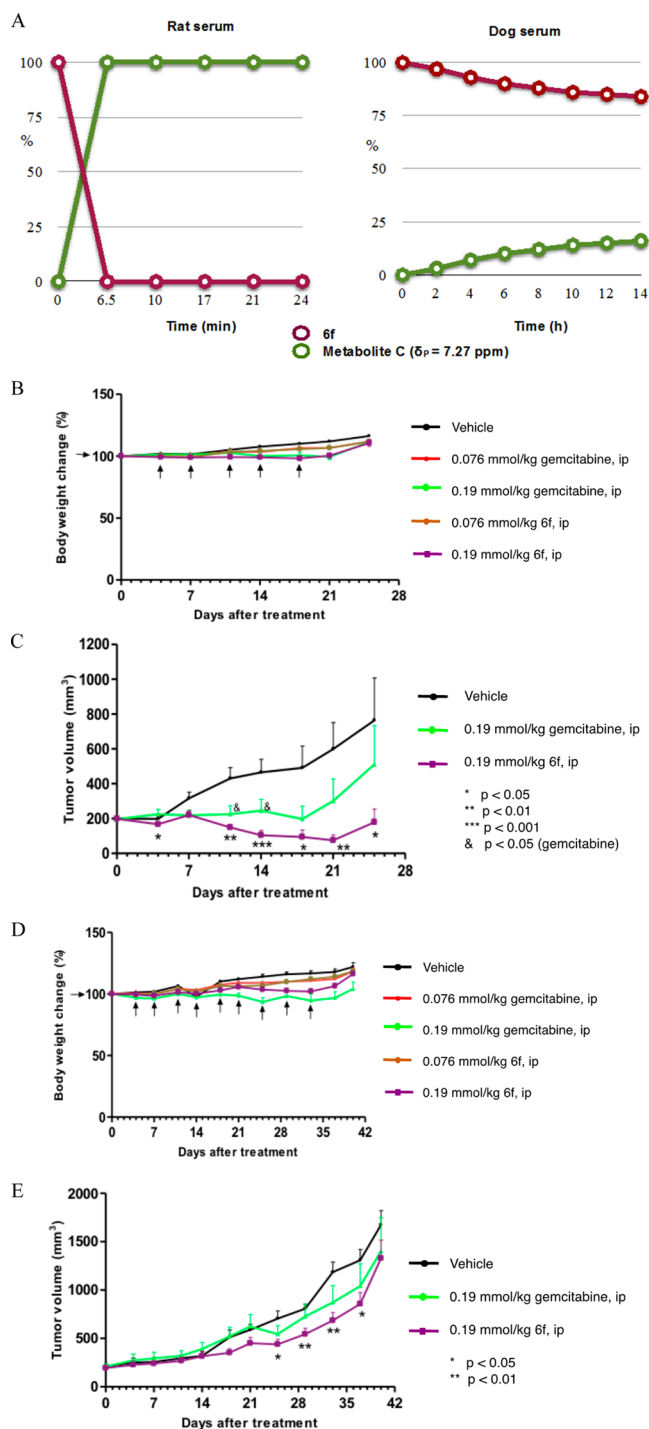 A
Rat serum
Dog serum
100
75
%
50
25
0
0 6.5 10 17 21 24
Time (min)
100
75
%
50
25
0
0 2 4 6 8 10 12 14
Time (h)
6f
Metabolite C (δP = 7.27 ppm)
B
Bodyweight change (%)
150
100
50
0
0 7 14 21 28
Days after treatment
Vehicle
0.076 mmol/kg gemcitabine, ip
0.19 mmol/kg gemcitabine, ip
0.076 mmol/kg 6f, ip
0.19 mmol/kg 6f, ip
C
Tumor volume (mm³)
1200
1000
800
600
400
200
0
& &
* ** *** * ** *
0 7 14 21 28
Days after treatment
Vehicle
0.19 mmol/kg gemcitabine, ip
0.19 mmol/kg 6f, ip
* p < 0.05
** p < 0.01
*** p < 0.001
& p < 0.05 (gemcitabine)
D
Body weight change (%)
150
100
50
0
0 7 14 21 28 35 42
Days after treatment
Vehicle
0.076 mmol/kg gemcitabine, ip
0.19 mmol/kg gemcitabine, ip
0.076 mmol/kg 6f, ip
0.19 mmol/kg 6f, ip
E
Tumor volume (mm³)
2000
1500
1000
500
0
* ** ** *
0 7 14 21 28 35 42
Days after treatment
Vehicle
0.19 mmol/kg gemcitabine, ip
0.19 mmol/kg 6f, ip
* p < 0.05
** p < 0.01